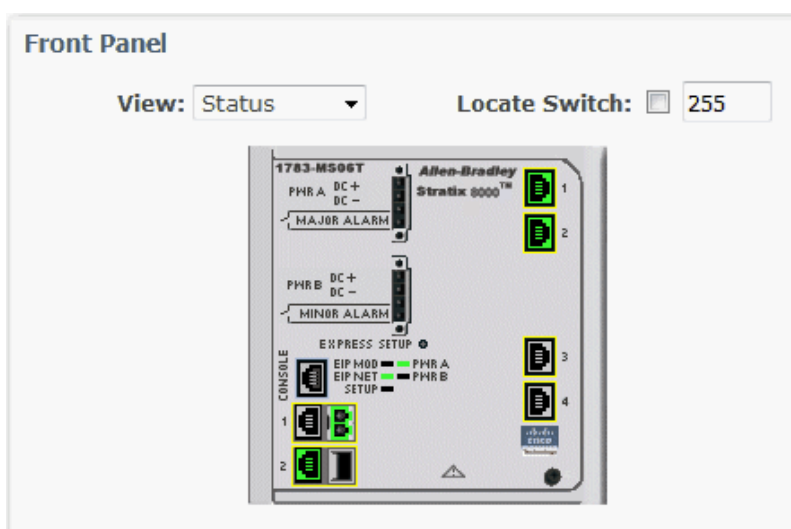 Front Panel
View: Status Locate Switch: 255
1783-MS06T Allen-Bradley
PWR A DC + Stratix 8000™ 1
DC -
MAJOR ALARM 2
PWR B DC +
DC -
MINOR ALARM
EXPRESS SETUP
CONSOLE EIP MOD PWR A 3
EIP NET PWR B
SETUP 4
1
2